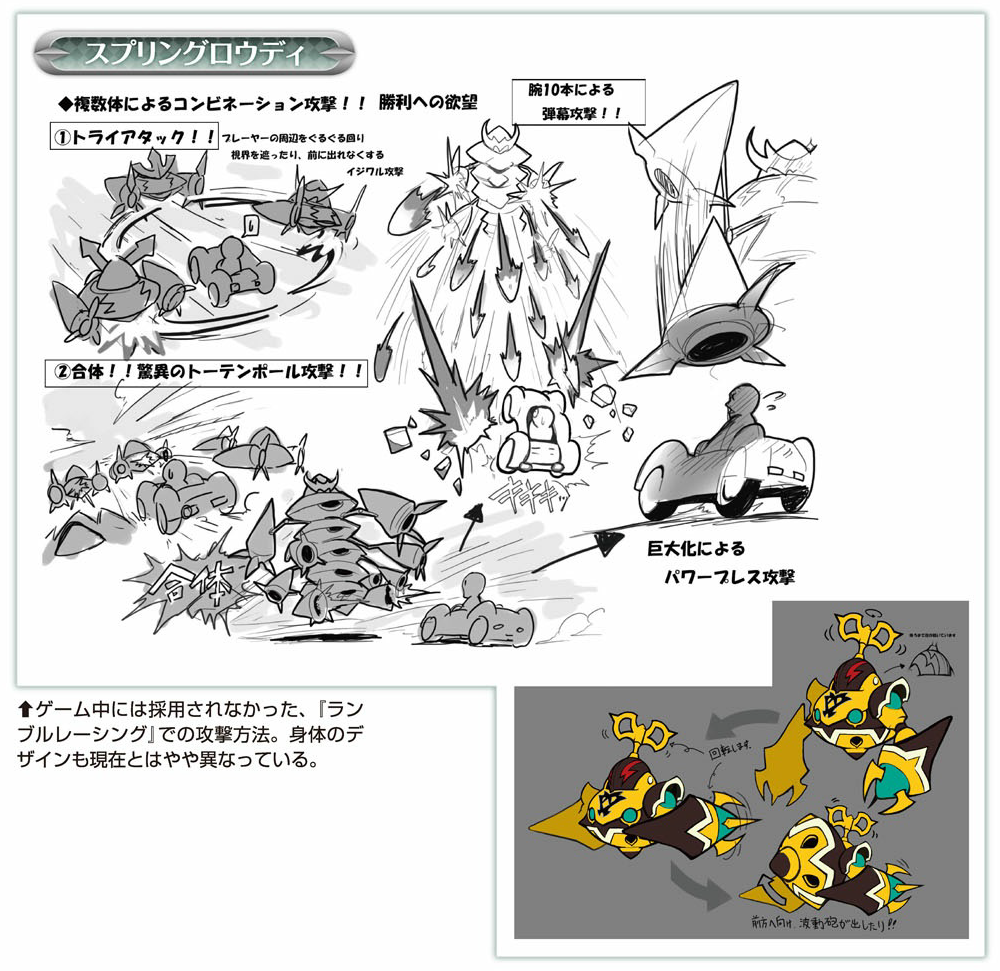 スプリングロウディ
◆複数体によるコンビネーション攻撃!! 勝利への欲望
①トライアタック!!
プレーヤーの周辺をぐるぐる回り
視界を遮ったり、前に出れなくする
イジワル攻撃
腕10本による
弾幕攻撃!!
②合体!!驚異のトーテンポール攻撃!!
キキキキッ
合体
巨大化による
パワープレス攻撃
⬆ゲーム中には採用されなかった、『ラン
ブルレーシング』での攻撃方法。身体のデ
ザインも現在とはやや異なっている。
回転します。
前方へ向け、波動砲が出したり!!